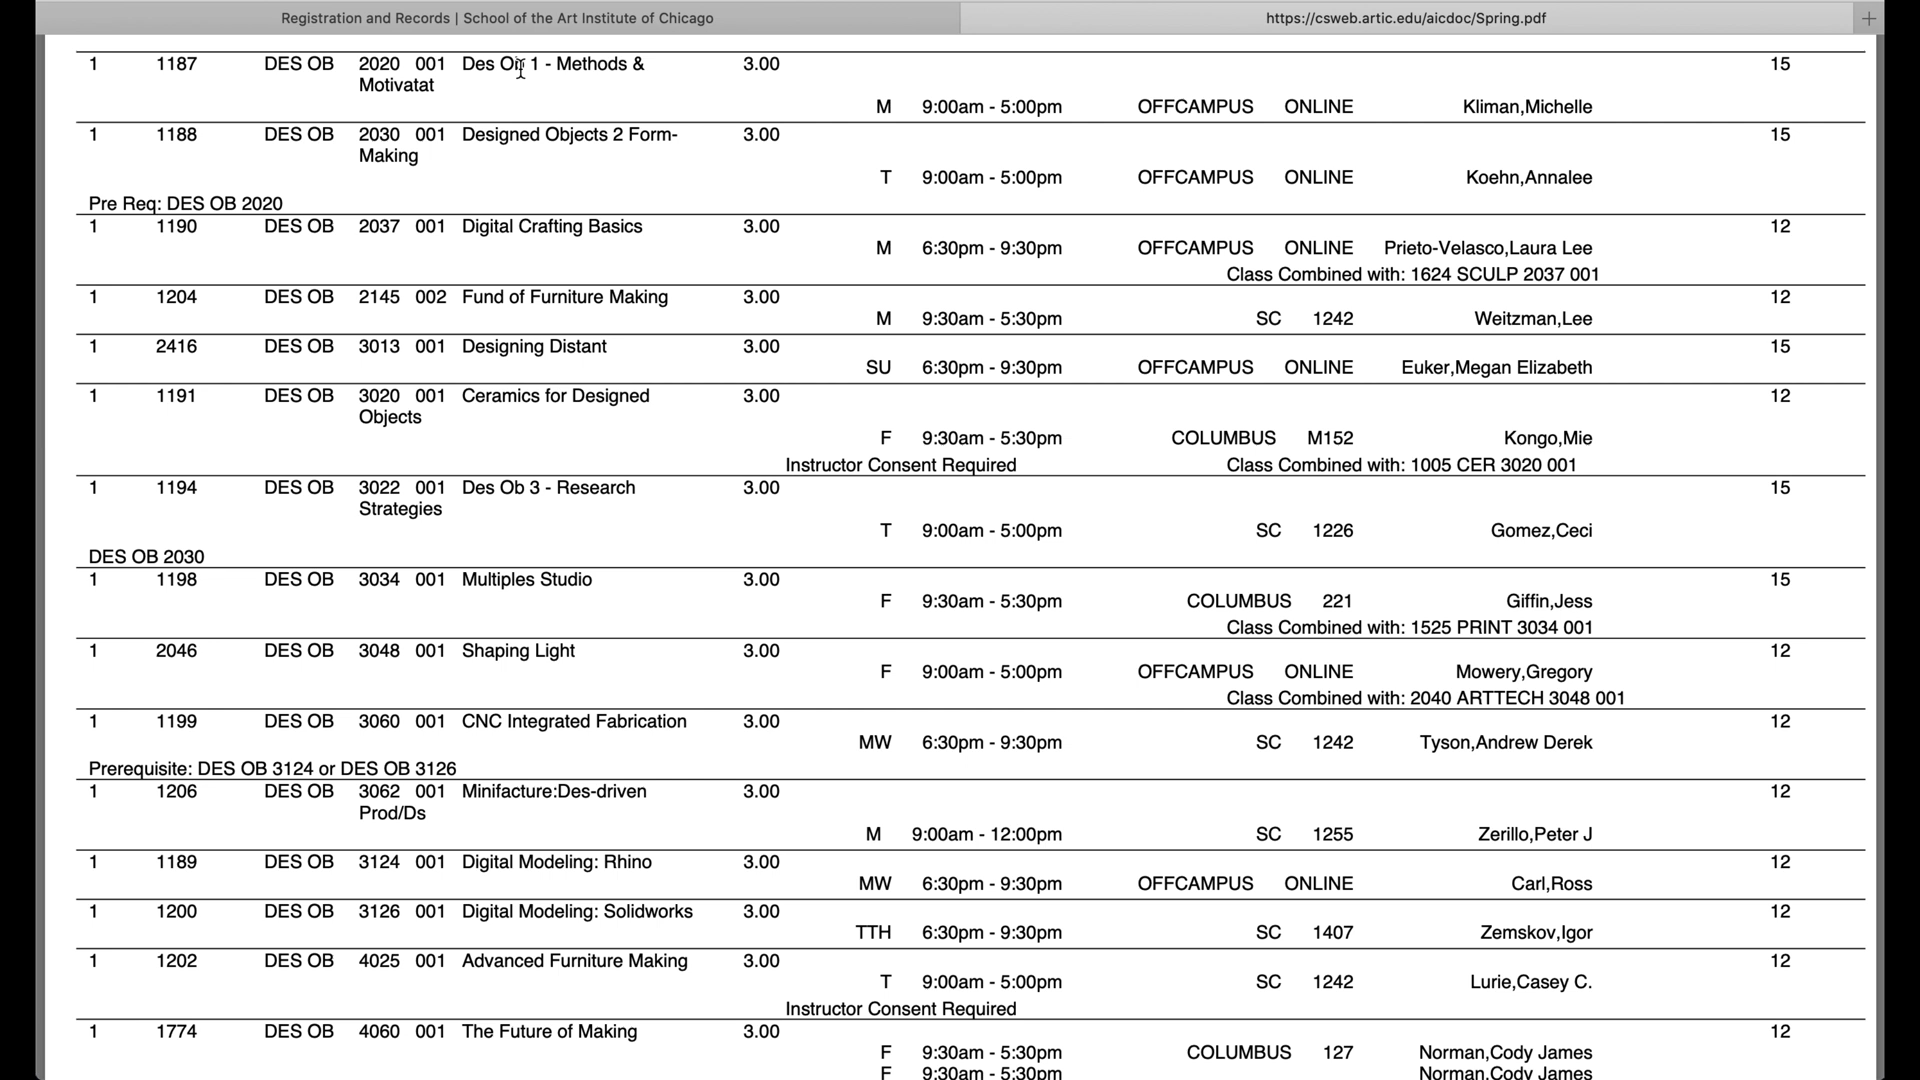 Registration and Records | School of the Art Institute of Chicago https://csweb.artic.edu/aicdoc/Spring.pdf +
1 1187 DES OB 2020 001 Des Ob 1 - Methods & 3.00 15
Motivatat
M 9:00am - 5:00pm OFFCAMPUS ONLINE Kliman,Michelle
1 1188 DES OB 2030 001 Designed Objects 2 Form- 3.00 15
Making
T 9:00am - 5:00pm OFFCAMPUS ONLINE Koehn,Annalee
Pre Req: DES OB 2020
1 1190 DES OB 2037 001 Digital Crafting Basics 3.00 12
M 6:30pm - 9:30pm OFFCAMPUS ONLINE Prieto-Velasco,Laura Lee
Class Combined with: 1624 SCULP 2037 001
1 1204 DES OB 2145 002 Fund of Furniture Making 3.00 12
M 9:30am - 5:30pm SC 1242 Weitzman,Lee
1 2416 DES OB 3013 001 Designing Distant 3.00 15
SU 6:30pm - 9:30pm OFFCAMPUS ONLINE Euker,Megan Elizabeth
1 1191 DES OB 3020 001 Ceramics for Designed 3.00 12
Objects
F 9:30am - 5:30pm COLUMBUS M152 Kongo,Mie
Instructor Consent Required Class Combined with: 1005 CER 3020 001
1 1194 DES OB 3022 001 Des Ob 3 - Research 3.00 15
Strategies
T 9:00am - 5:00pm SC 1226 Gomez,Ceci
DES OB 2030
1 1198 DES OB 3034 001 Multiples Studio 3.00 15
F 9:30am - 5:30pm COLUMBUS 221 Giffin,Jess
Class Combined with: 1525 PRINT 3034 001
1 2046 DES OB 3048 001 Shaping Light 3.00 12
F 9:00am - 5:00pm OFFCAMPUS ONLINE Mowery,Gregory
Class Combined with: 2040 ARTTECH 3048 001
1 1199 DES OB 3060 001 CNC Integrated Fabrication 3.00 12
MW 6:30pm - 9:30pm SC 1242 Tyson,Andrew Derek
Prerequisite: DES OB 3124 or DES OB 3126
1 1206 DES OB 3062 001 Minifacture:Des-driven 3.00 12
Prod/Ds
M 9:00am - 12:00pm SC 1255 Zerillo,Peter J
1 1189 DES OB 3124 001 Digital Modeling: Rhino 3.00 12
MW 6:30pm - 9:30pm OFFCAMPUS ONLINE Carl,Ross
1 1200 DES OB 3126 001 Digital Modeling: Solidworks 3.00 12
TTH 6:30pm - 9:30pm SC 1407 Zemskov,Igor
1 1202 DES OB 4025 001 Advanced Furniture Making 3.00 12
T 9:00am - 5:00pm SC 1242 Lurie,Casey C.
Instructor Consent Required
1 1774 DES OB 4060 001 The Future of Making 3.00 12
F 9:30am - 5:30pm COLUMBUS 127 Norman,Cody James
F 9:30am - 5:30pm Norman,Cody James